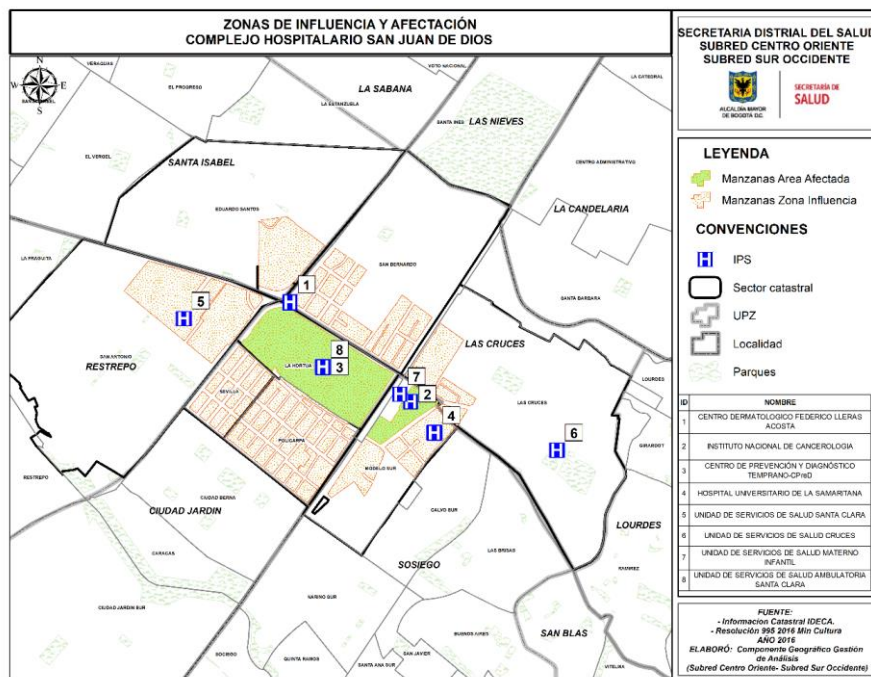 ZONAS DE INFLUENCIA Y AFECTACIÓN
COMPLEJO HOSPITALARIO SAN JUAN DE DIOS
SECRETARIA DISTRIAL DEL SALUD
SUBRED CENTRO ORIENTE
SUBRED SUR OCCIDENTE
ALCALDÍA MAYOR
DE BOGOTÁ D.C.
SECRETARÍA DE
SALUD
N
W
E
S
VERAGUAS
VOTO NACIONAL
LA CATEDRAL
EL PROGRESO
LA SABANA
LA ESTANZUELA
SANTA INES
LAS NIEVES
EL VERGEL
SANTA ISABEL
CENTRO ADMINISTRATIVO
EDUARDO SANTOS
LA CANDELARIA
LA FRAGUITA
SAN BERNARDO
SANTA BARBARA
1
5
LAS CRUCES
SAN ANTONIO
RESTREPO
8
LA HORTUA
3
7
LOURDES
SEVILLA
2
LAS CRUCES
4
6
POLICARPA
GIRARDOT
MODELO SUR
RESTREPO
CIUDAD BERNA
CIUDAD JARDIN
CALVO SUR
LOURDES
CARACAS
LAS BRISAS
SOSIEGO
RAMIREZ
NARIÑO SUR
CIUDAD JARDIN SUR
BUENOS AIRES
SAN BLAS
SOCIEGO
SAN JAVIER
QUINTA RAMOS
SANTA ANA SUR
VITELMA
LEYENDA
Manzanas Area Afectada
Manzanas Zona Influencia
CONVENCIONES
H IPS
Sector catastral
UPZ
Localidad
Parques
ID NOMBRE
1 CENTRO DERMATOLOGICO FEDERICO LLERAS
ACOSTA
2 INSTITUTO NACIONAL DE CANCEROLOGIA
3 CENTRO DE PREVENCIÓN Y DIAGNÓSTICO
TEMPRANO-CPreD
4 HOSPITAL UNIVERSITARIO DE LA SAMARITANA
5 UNIDAD DE SERVICIOS DE SALUD SANTA CLARA
6 UNIDAD DE SERVICIOS DE SALUD CRUCES
7 UNIDAD DE SERVICIOS DE SALUD MATERNO
INFANTIL
8 UNIDAD DE SERVICIOS DE SALUD AMBULATORIA
SANTA CLARA
FUENTE:
- Informacion Catastral IDECA.
- Resolución 995 2016 Min Cultura
AÑO 2016
ELABORÓ: Componente Geográfico Gestión
de Análisis
(Subred Centro Oriente- Subred Sur Occidente)